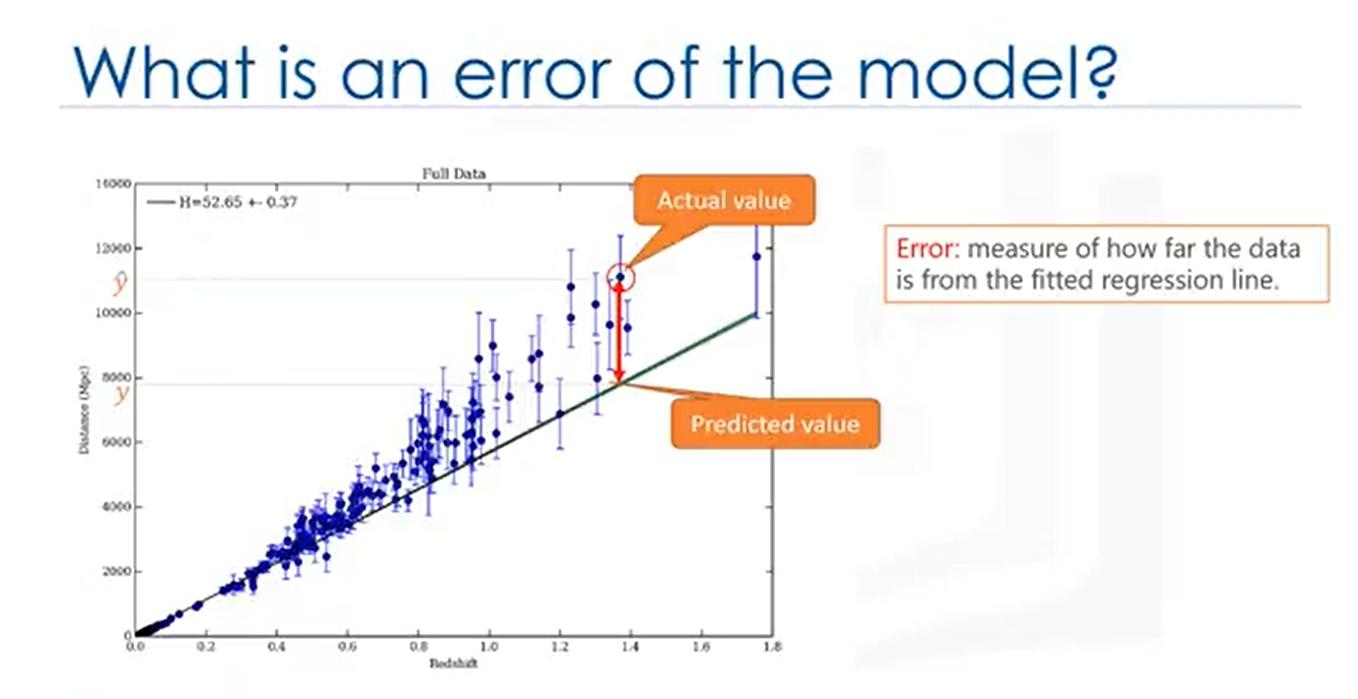 What is an error of the model?
Full Data
16000
H=52.65 +- 0.37
Actual value
12000
ŷ
10000
Error: measure of how far the data
is from the fitted regression line.
Distance (Mpc)
8000
y
Predicted value
6000
4000
2000
0
0.0 0.2 0.4 0.6 0.8 1.0 1.2 1.4 1.6 1.8
Redshift